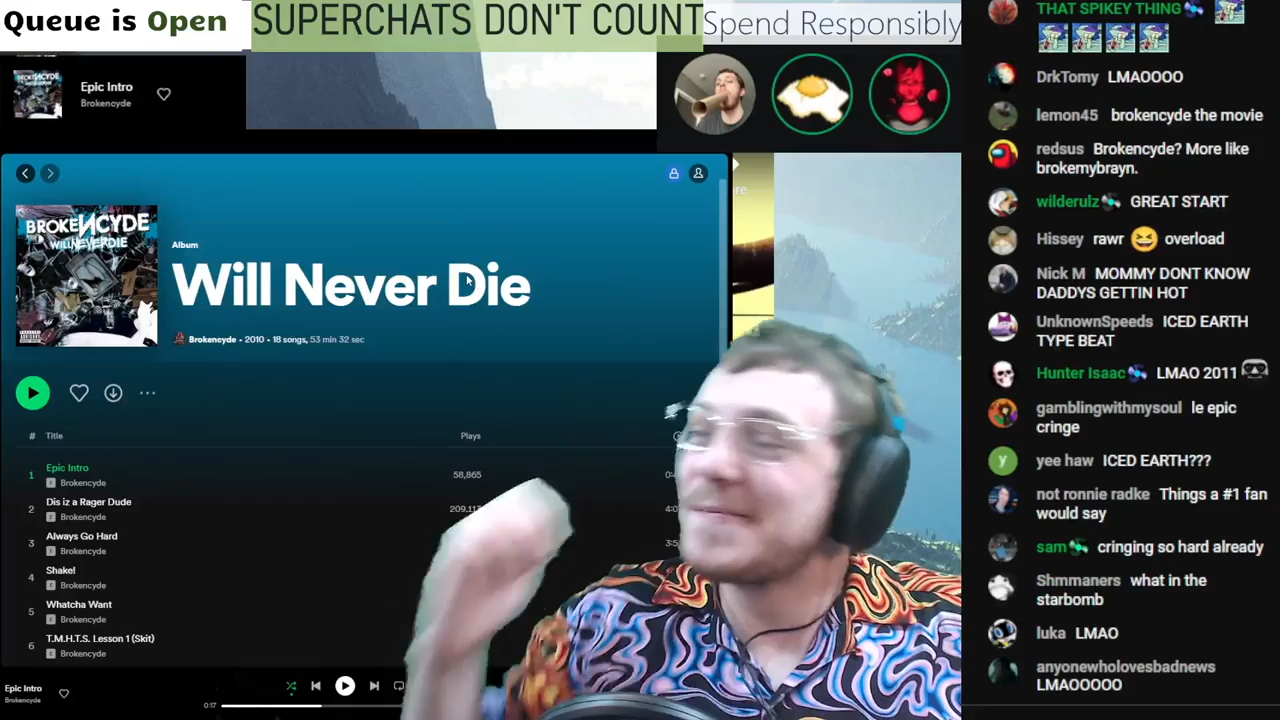 Queue is Open
SUPERCHATS DON'T COUNT
Spend Responsibly
Epic Intro
Brokencyde
BROKEИCYDE
WILL NEVER DIE
Album
Will Never Die
Brokencyde • 2010 • 18 songs, 53 min 32 sec
# Title Plays
1 Epic Intro 58,865
E Brokencyde
2 Dis iz a Rager Dude
E Brokencyde
3 Always Go Hard
E Brokencyde
4 Shake!
E Brokencyde
5 Whatcha Want
E Brokencyde
6 T.M.H.T.S. Lesson 1 (Skit)
E Brokencyde
Epic Intro
Brokencyde
0:17
THAT SPIKEY THING
DrkTomy LMAOOOO
lemon45 brokencyde the movie
redsus Brokencyde? More like
brokemybrayn.
wilderulz GREAT START
Hissey rawr 😆 overload
Nick M MOMMY DONT KNOW
DADDYS GETTIN HOT
UnknownSpeeds ICED EARTH
TYPE BEAT
Hunter Isaac LMAO 2011
gamblingwithmysoul le epic
cringe
y yee haw ICED EARTH???
not ronnie radke Things a #1 fan
would say
sam cringing so hard already
Shmmaners what in the
starbomb
luka LMAO
anyonewholovesbadnews
LMAOOOOO